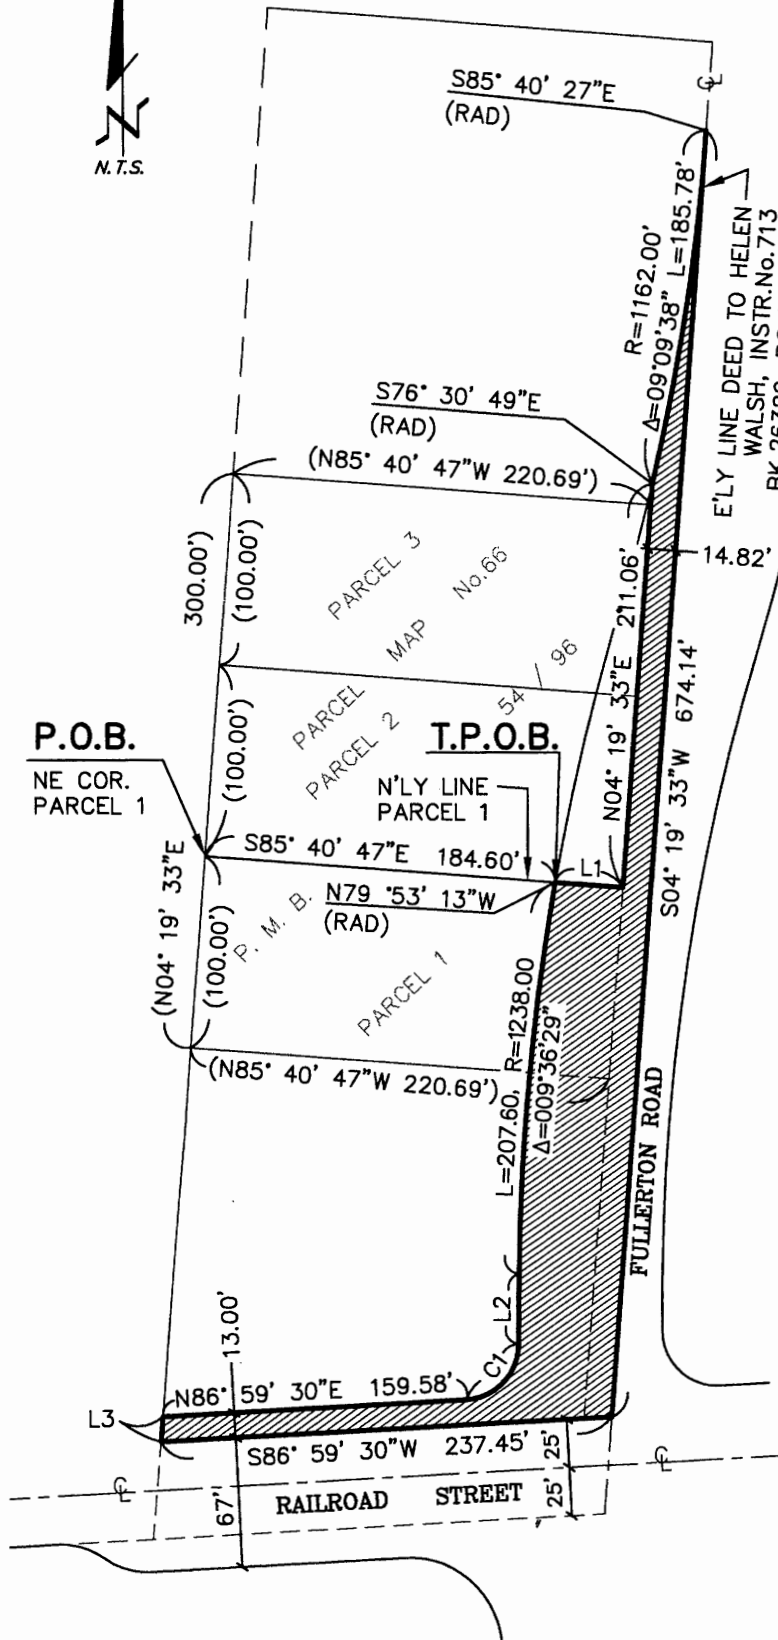 N.T.S.
S85° 40' 27"E
(RAD)
℄
R=1162.00'
Δ=09°09'38" L=185.78'
E'LY LINE DEED TO HELEN
WALSH, INSTR.No.713
S76° 30' 49"E
(RAD)
(N85° 40' 47"W 220.69')
300.00'
(100.00')
PARCEL 3
PARCEL MAP No.66
54 / 96
14.82'
211.06'
N04° 19' 33"E
S04° 19' 33"W 674.14'
(100.00')
PARCEL 2
P.O.B.
NE COR.
PARCEL 1
T.P.O.B.
N'LY LINE
PARCEL 1
S85° 40' 47"E 184.60'
L1
N79 °53' 13"W
(RAD)
(N04° 19' 33"E
(100.00')
P. M. B.
PARCEL 1
(N85° 40' 47"W 220.69')
L=207.60, R=1238.00
Δ=009°36'29"
FULLERTON ROAD
L2
C1
13.00'
N86° 59' 30"E 159.58'
L3
S86° 59' 30"W 237.45'
25'
℄
℄
67'
RAILROAD STREET
25'